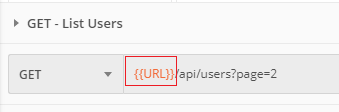 GET - List Users
GET {{URL}}/api/users?page=2